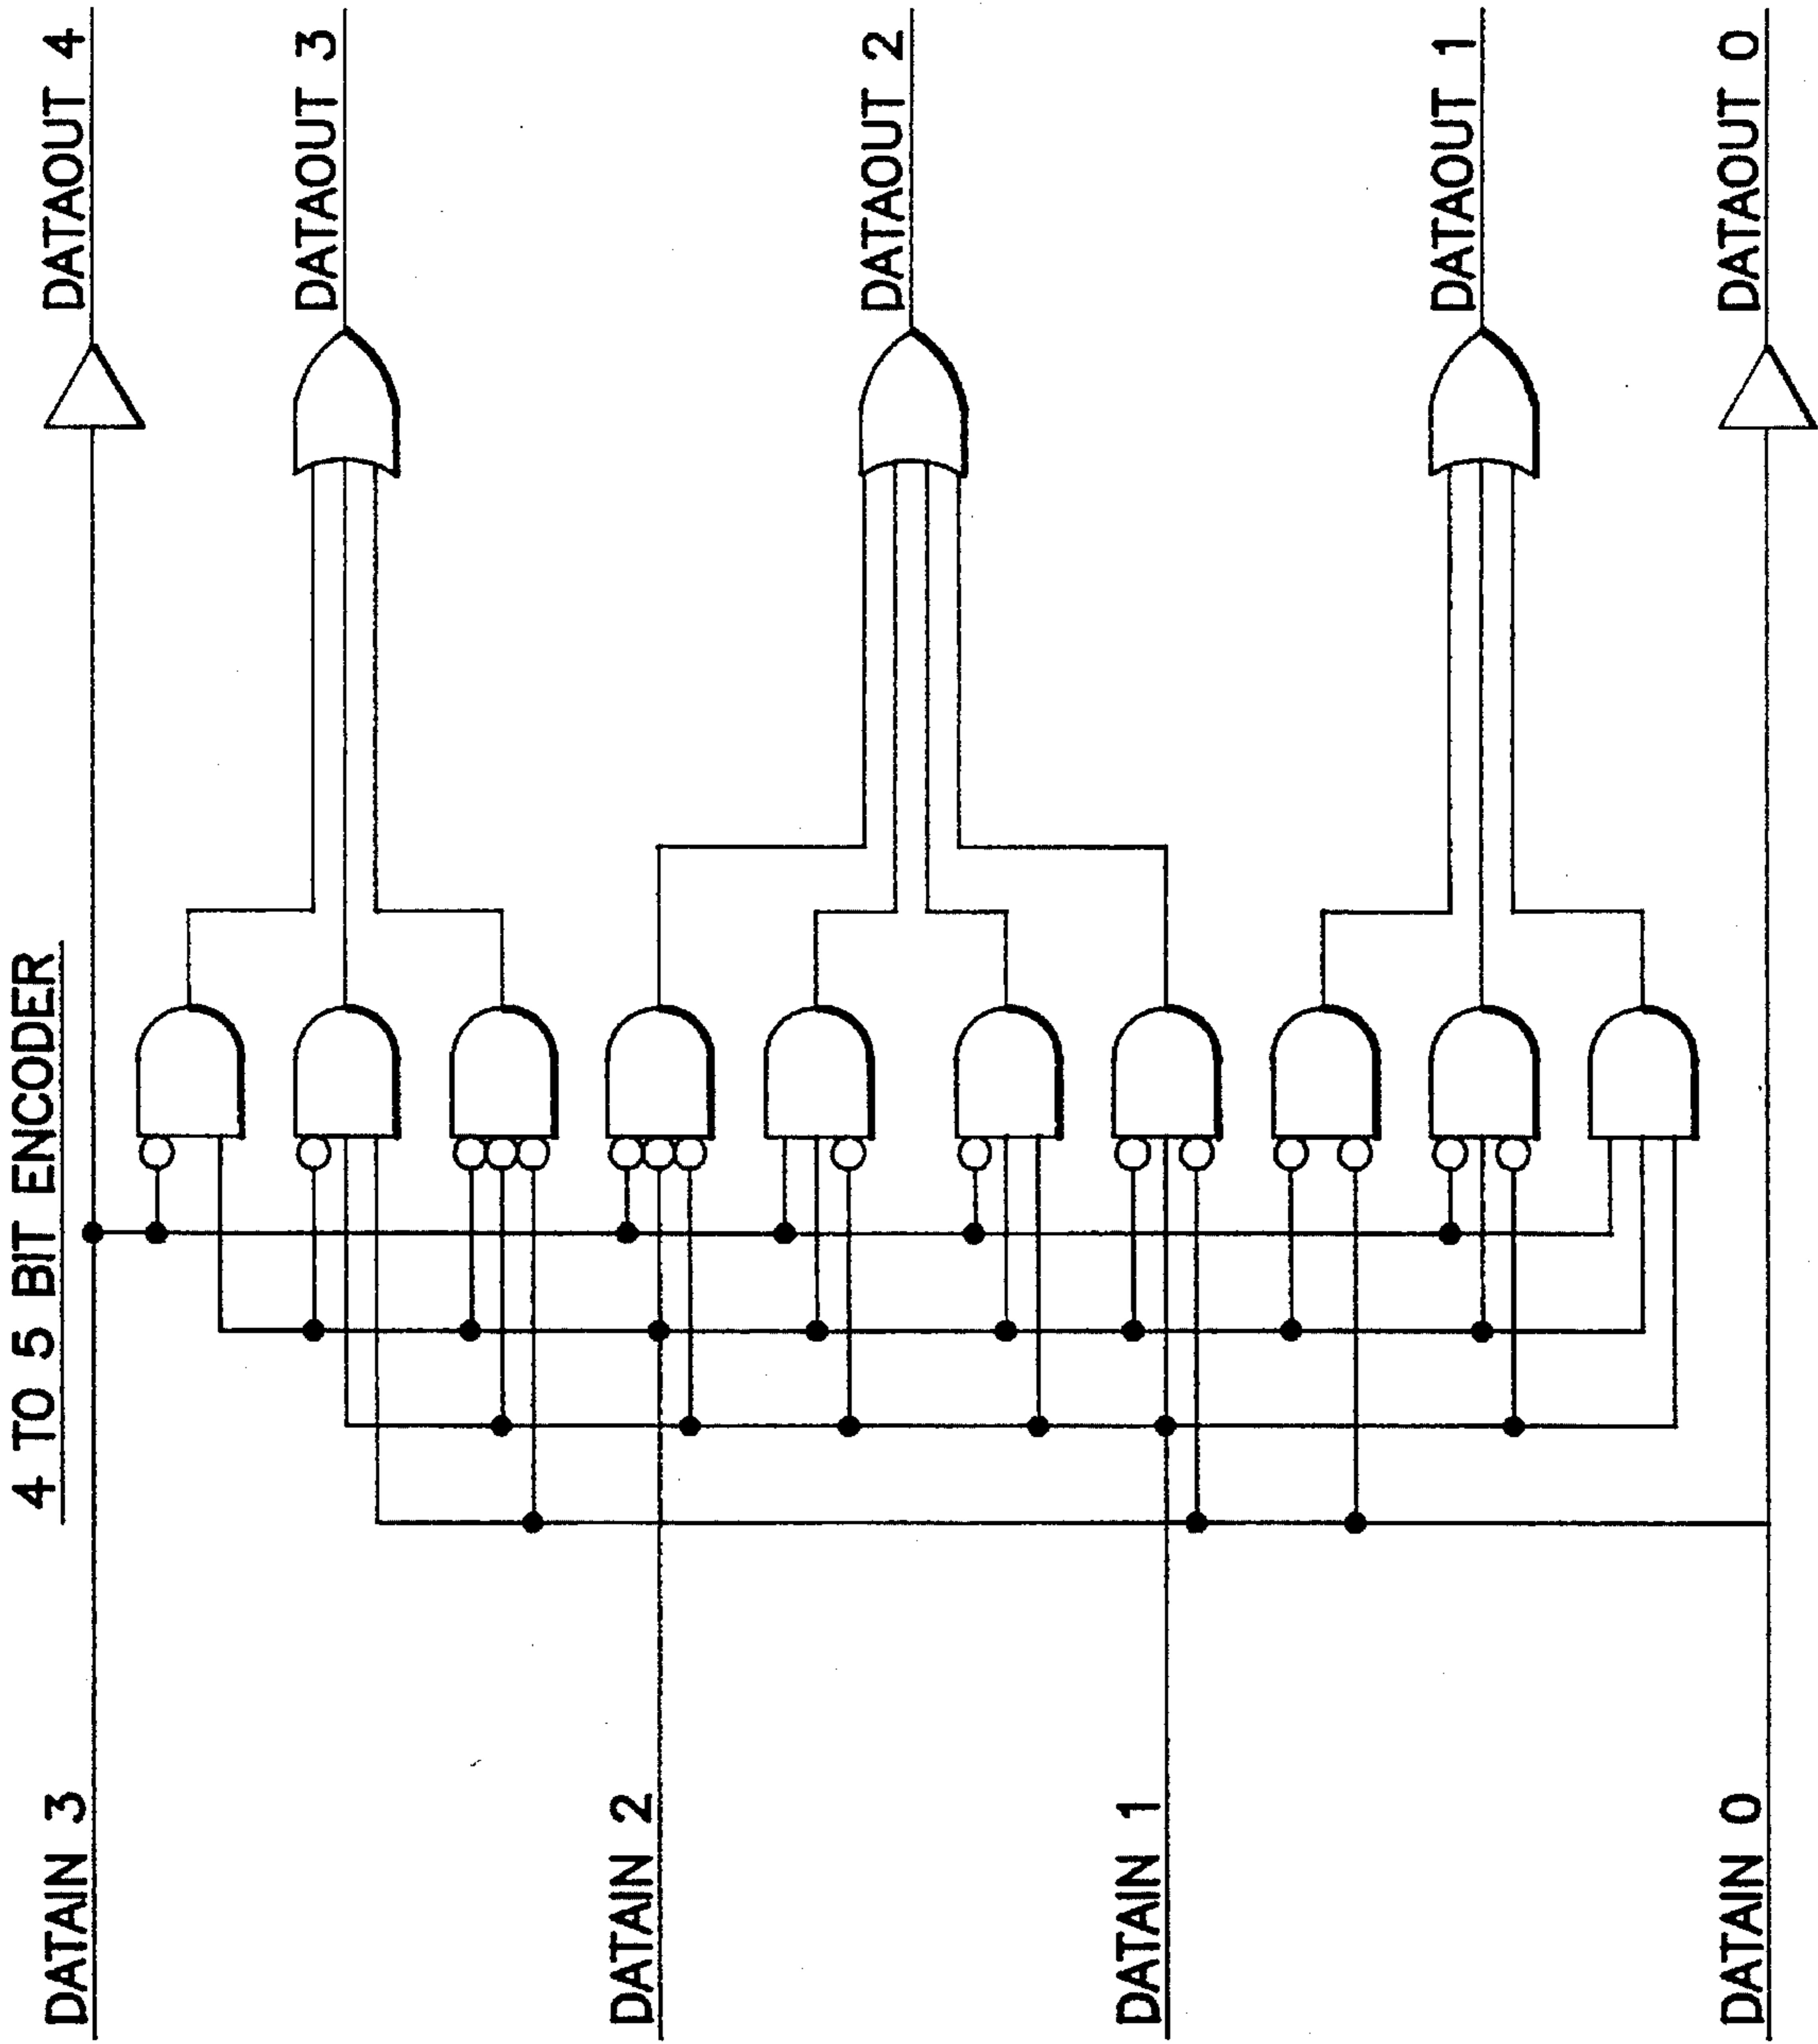 4 TO 5 BIT ENCODER
DATAIN 3
DATAOUT 4
DATAOUT 3
DATAIN 2
DATAOUT 2
DATAIN 1
DATAOUT 1
DATAIN 0
DATAOUT 0